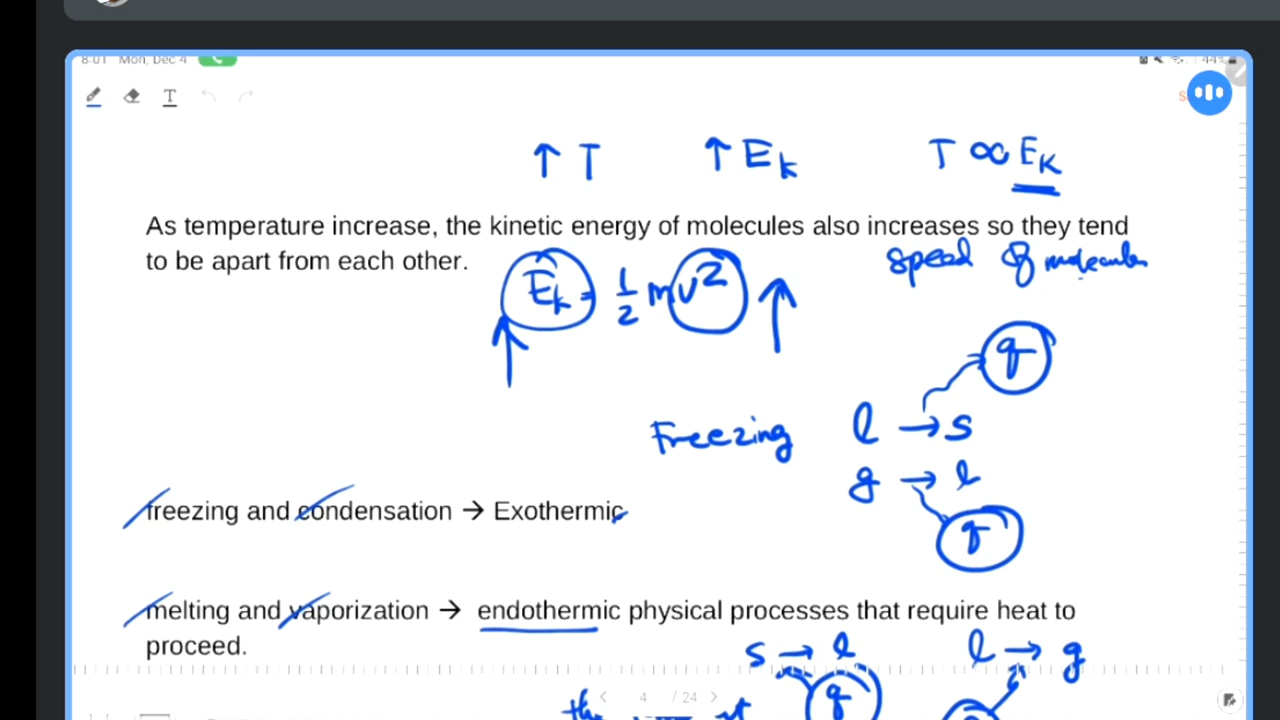 8:01 Mon, Dec 4
44%
T
↑ T ↑ Ek T ∝ EK
As temperature increase, the kinetic energy of molecules also increases so they tend
to be apart from each other.
speed of molecules
Ek = 1/2 mv²
q
Freezing l → s
g → l
freezing and condensation → Exothermic
q
melting and vaporization → endothermic physical processes that require heat to
proceed.
s → l l → g
q
4 / 24